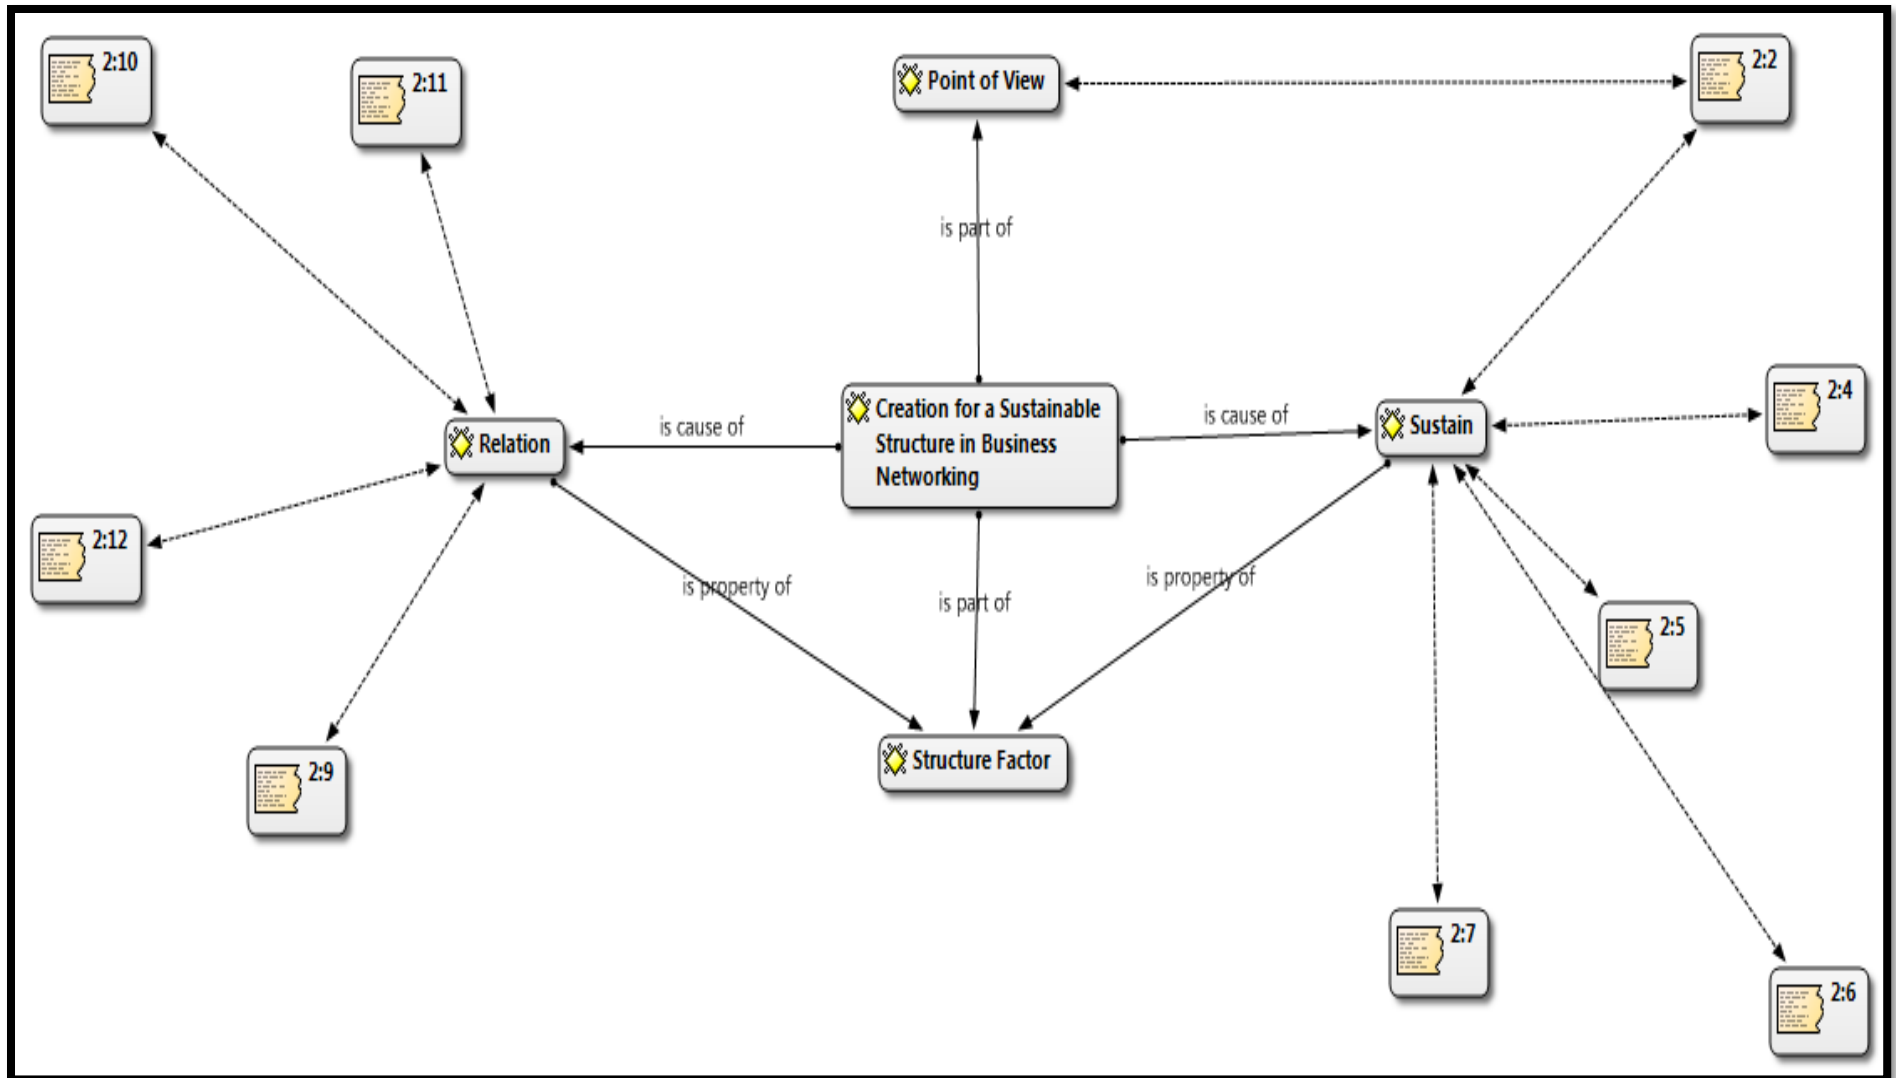 2:10
2:11
Point of View
2:2
is part of
2:4
Creation for a Sustainable
Structure in Business
Networking
is cause of
is cause of
Relation
Sustain
2:12
is property of
is part of
is property of
2:5
Structure Factor
2:9
2:7
2:6